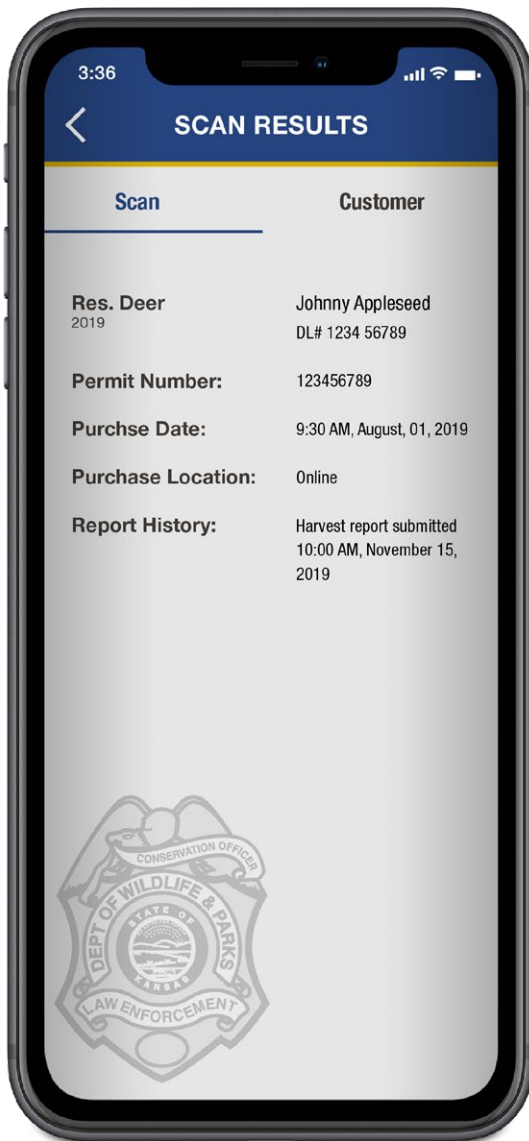 3:36
SCAN RESULTS
Scan Customer
Res. Deer Johnny Appleseed
2019 DL# 1234 56789
Permit Number: 123456789
Purchse Date: 9:30 AM, August, 01, 2019
Purchase Location: Online
Report History: Harvest report submitted
10:00 AM, November 15,
2019
CONSERVATION OFFICER
DEPT OF WILDLIFE & PARKS
STATE OF
KANSAS
LAW ENFORCEMENT